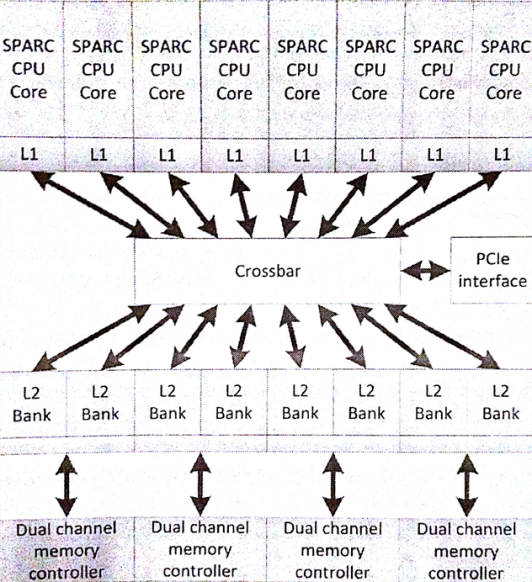 SPARC SPARC SPARC SPARC SPARC SPARC SPARC SPARC
CPU CPU CPU CPU CPU CPU CPU CPU
Core Core Core Core Core Core Core Core
L1 L1 L1 L1 L1 L1 L1 L1
Crossbar
PCIe
interface
L2 L2 L2 L2 L2 L2 L2 L2
Bank Bank Bank Bank Bank Bank Bank Bank
Dual channel Dual channel Dual channel Dual channel
memory memory memory memory
controller controller controller controller